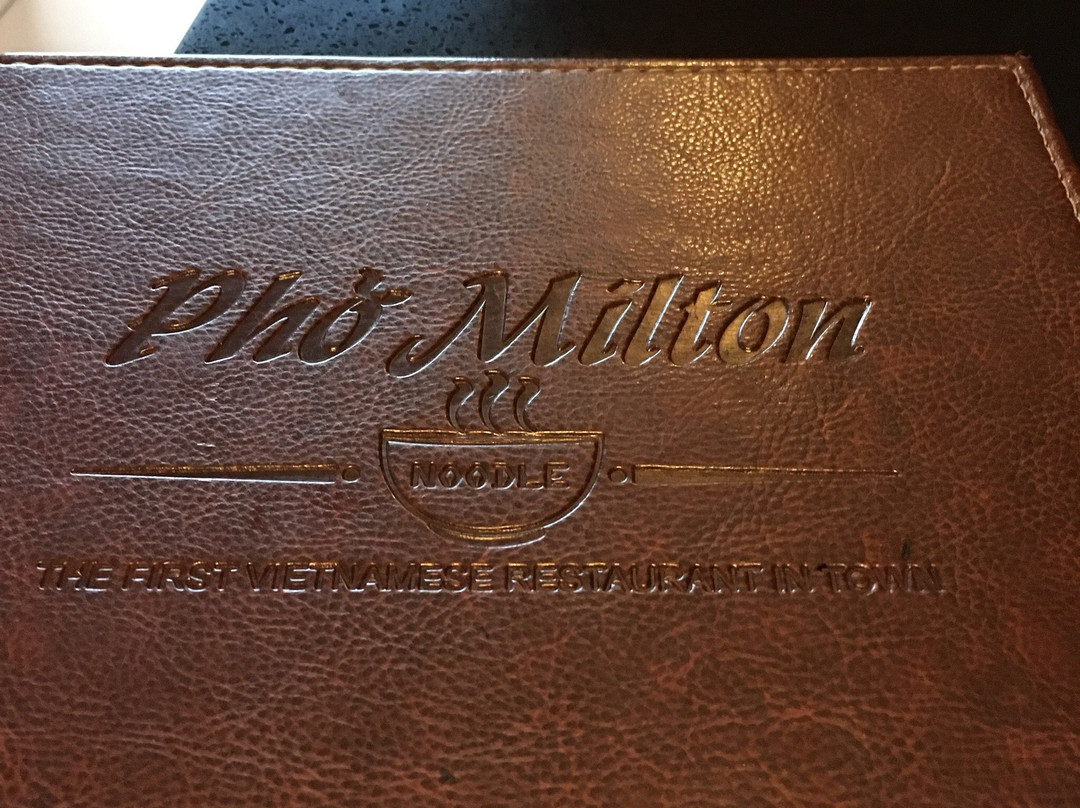 Phở Milton
NOODLE
THE FIRST VIETNAMESE RESTAURANT IN TOWN